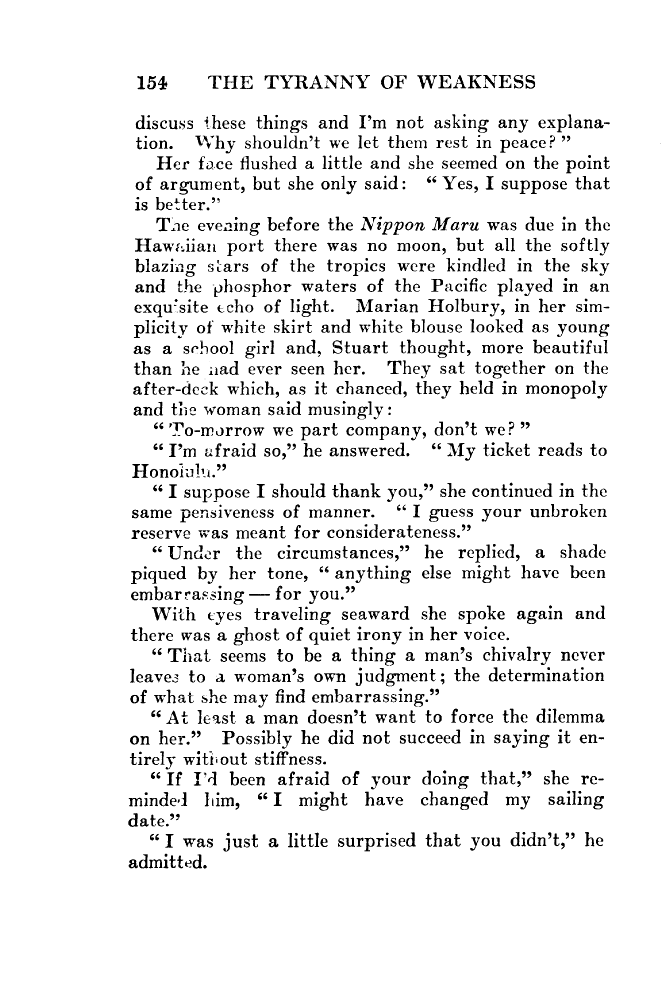 154 THE TYRANNY OF WEAKNESS
discuss these things and I'm not asking any explana-
tion. Why shouldn't we let them rest in peace? "
Her face flushed a little and she seemed on the point
of argument, but she only said: " Yes, I suppose that
is better."
The evening before the Nippon Maru was due in the
Hawaiian port there was no moon, but all the softly
blazing stars of the tropics were kindled in the sky
and the phosphor waters of the Pacific played in an
exquisite echo of light. Marian Holbury, in her sim-
plicity of white skirt and white blouse looked as young
as a school girl and, Stuart thought, more beautiful
than he had ever seen her. They sat together on the
after-deck which, as it chanced, they held in monopoly
and the woman said musingly:
" To-morrow we part company, don't we? "
" I'm afraid so," he answered. " My ticket reads to
Honolulu."
" I suppose I should thank you," she continued in the
same pensiveness of manner. " I guess your unbroken
reserve was meant for considerateness."
" Under the circumstances," he replied, a shade
piqued by her tone, " anything else might have been
embarrassing — for you."
With eyes traveling seaward she spoke again and
there was a ghost of quiet irony in her voice.
" That seems to be a thing a man's chivalry never
leaves to a woman's own judgment; the determination
of what she may find embarrassing."
" At least a man doesn't want to force the dilemma
on her." Possibly he did not succeed in saying it en-
tirely without stiffness.
" If I'd been afraid of your doing that," she re-
minded him, " I might have changed my sailing
date."
" I was just a little surprised that you didn't," he
admitted.